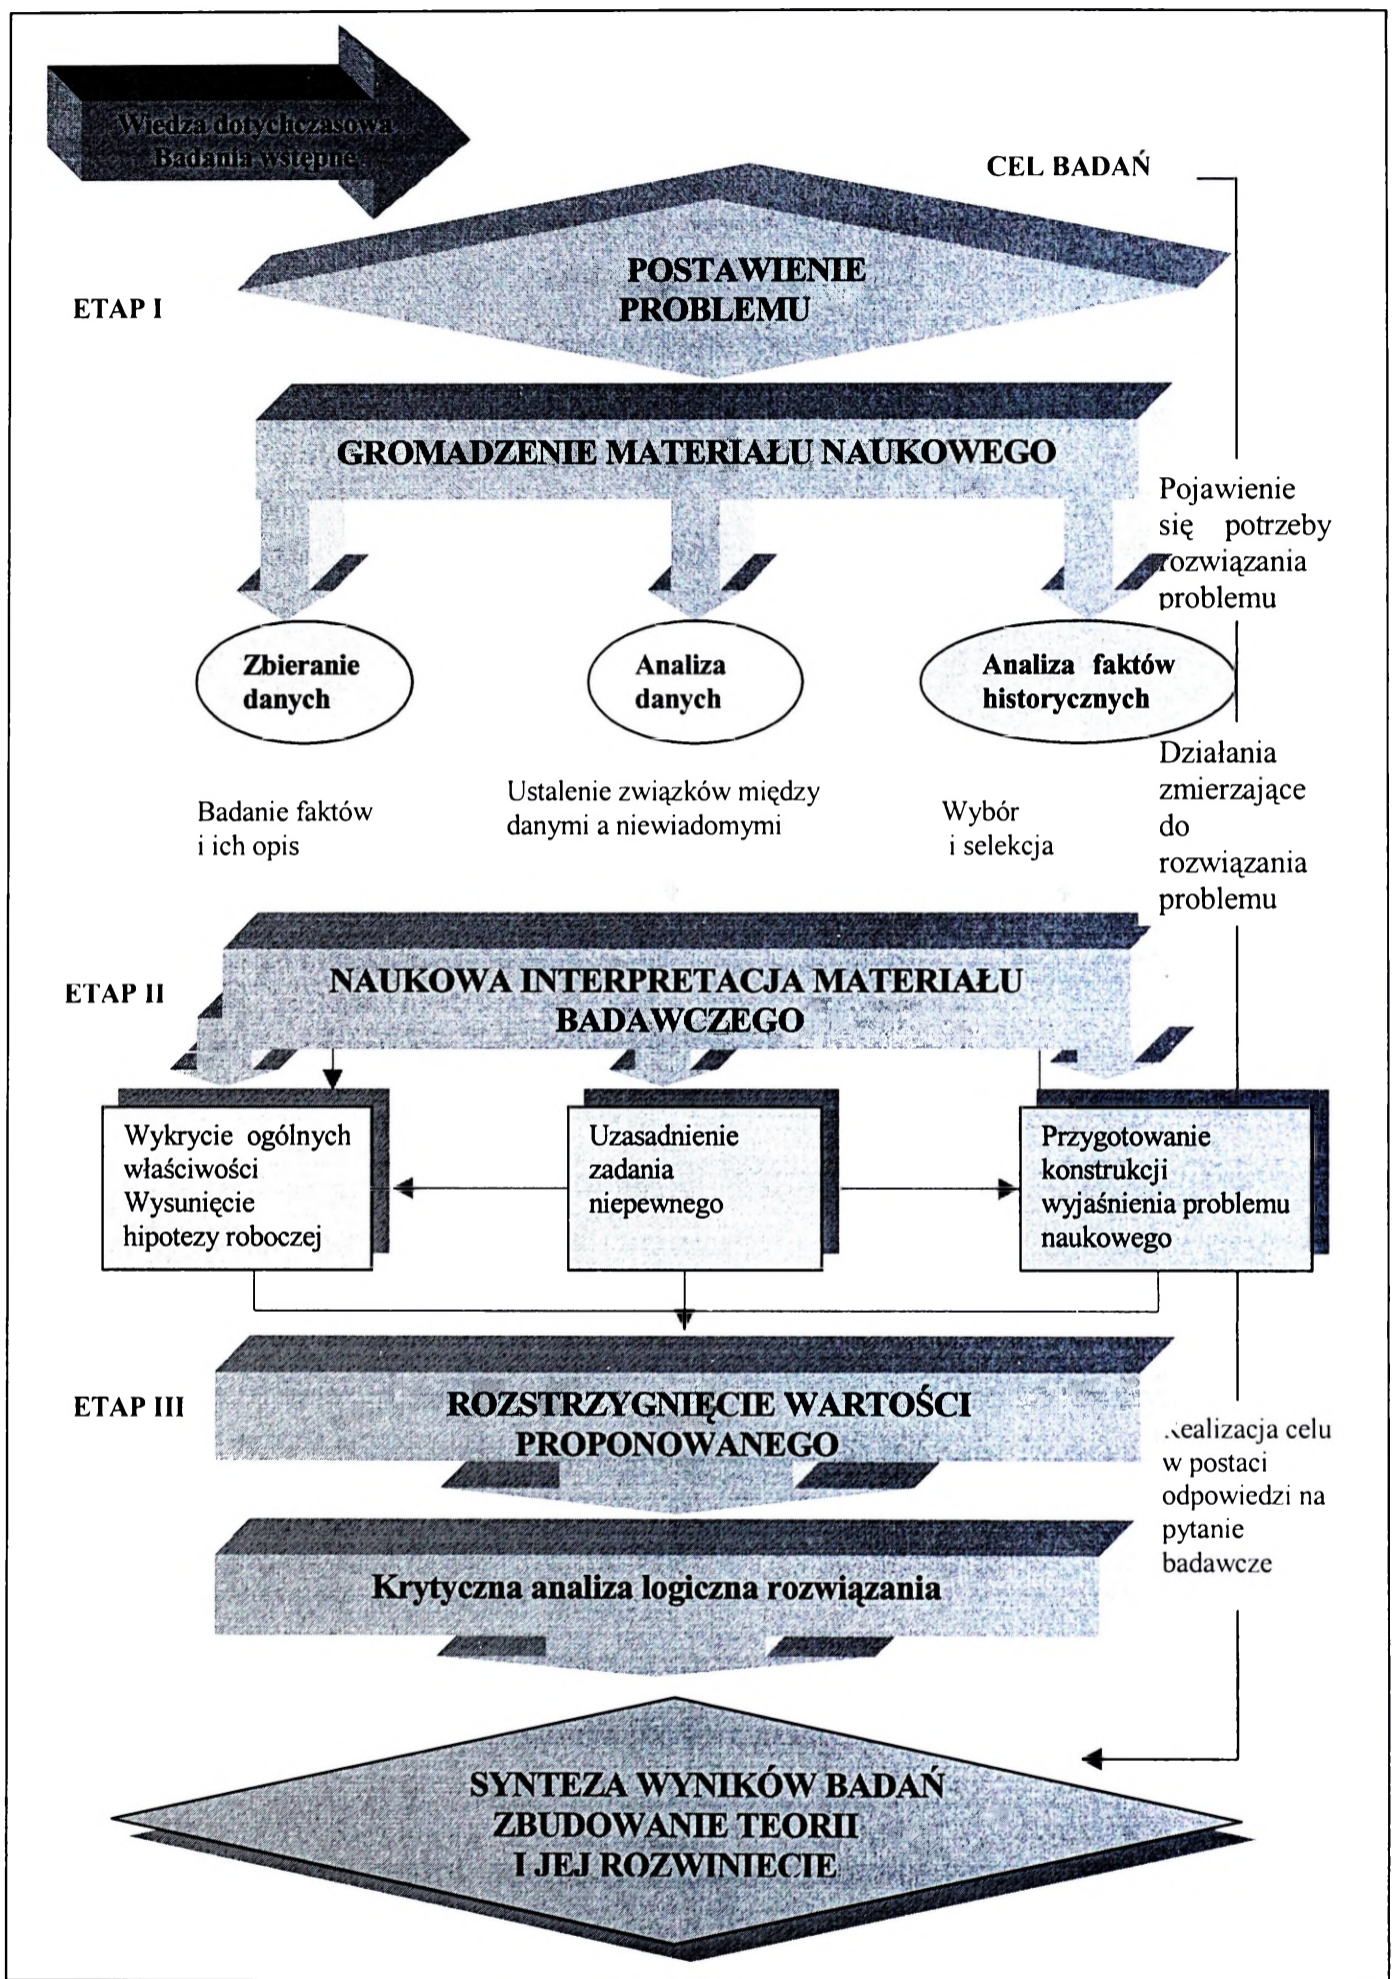 Wiedza dotychczasowa
Badania wstępne
CEL BADAŃ
ETAP I
POSTAWIENIE
PROBLEMU
GROMADZENIE MATERIAŁU NAUKOWEGO
Pojawienie
się potrzeby
rozwiązania
problemu
Zbieranie
danych
Analiza
danych
Analiza faktów
historycznych
Badanie faktów
i ich opis
Ustalenie związków między
danymi a niewiadomymi
Wybór
i selekcja
Działania
zmierzające
do
rozwiązania
problemu
ETAP II
NAUKOWA INTERPRETACJA MATERIAŁU
BADAWCZEGO
Wykrycie ogólnych
właściwości
Wysunięcie
hipotezy roboczej
Uzasadnienie
zadania
niepewnego
Przygotowanie
konstrukcji
wyjaśnienia problemu
naukowego
ETAP III
ROZSTRZYGNIĘCIE WARTOŚCI
PROPONOWANEGO
Realizacja celu
w postaci
odpowiedzi na
pytanie
badawcze
Krytyczna analiza logiczna rozwiązania
SYNTEZA WYNIKÓW BADAŃ
ZBUDOWANIE TEORII
I JEJ ROZWINIECIE